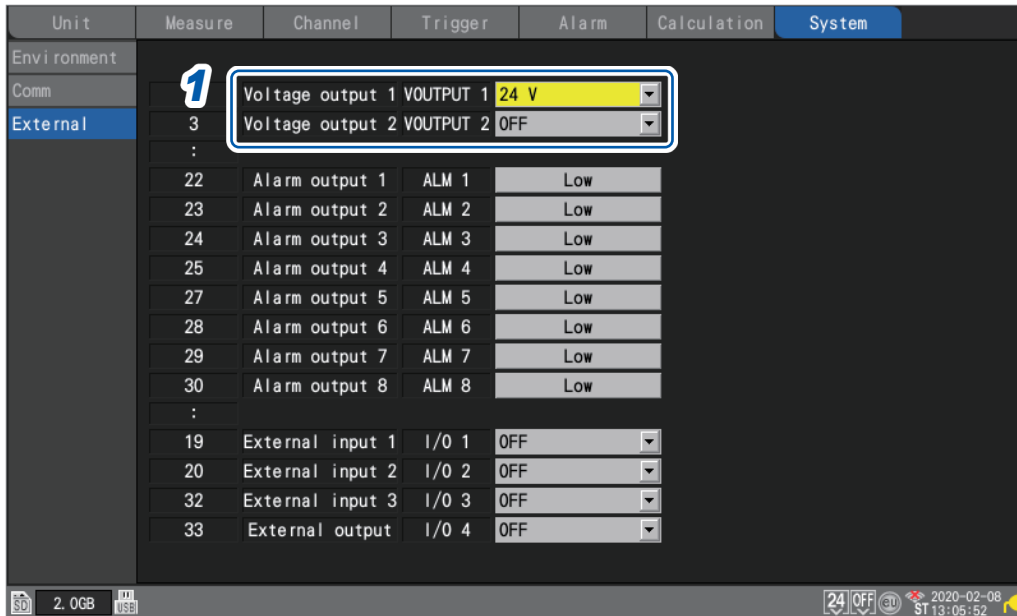 Unit Measure Channel Trigger Alarm Calculation System
Environment
Comm
External
1
Voltage output 1 VOUTPUT 1 24 V
3 Voltage output 2 VOUTPUT 2 OFF
:
22 Alarm output 1 ALM 1 Low
23 Alarm output 2 ALM 2 Low
24 Alarm output 3 ALM 3 Low
25 Alarm output 4 ALM 4 Low
27 Alarm output 5 ALM 5 Low
28 Alarm output 6 ALM 6 Low
29 Alarm output 7 ALM 7 Low
30 Alarm output 8 ALM 8 Low
:
19 External input 1 I/O 1 OFF
20 External input 2 I/O 2 OFF
32 External input 3 I/O 3 OFF
33 External output I/O 4 OFF
SD 2.0GB USB 24 OFF eu ST 2020-02-08
13:05:52